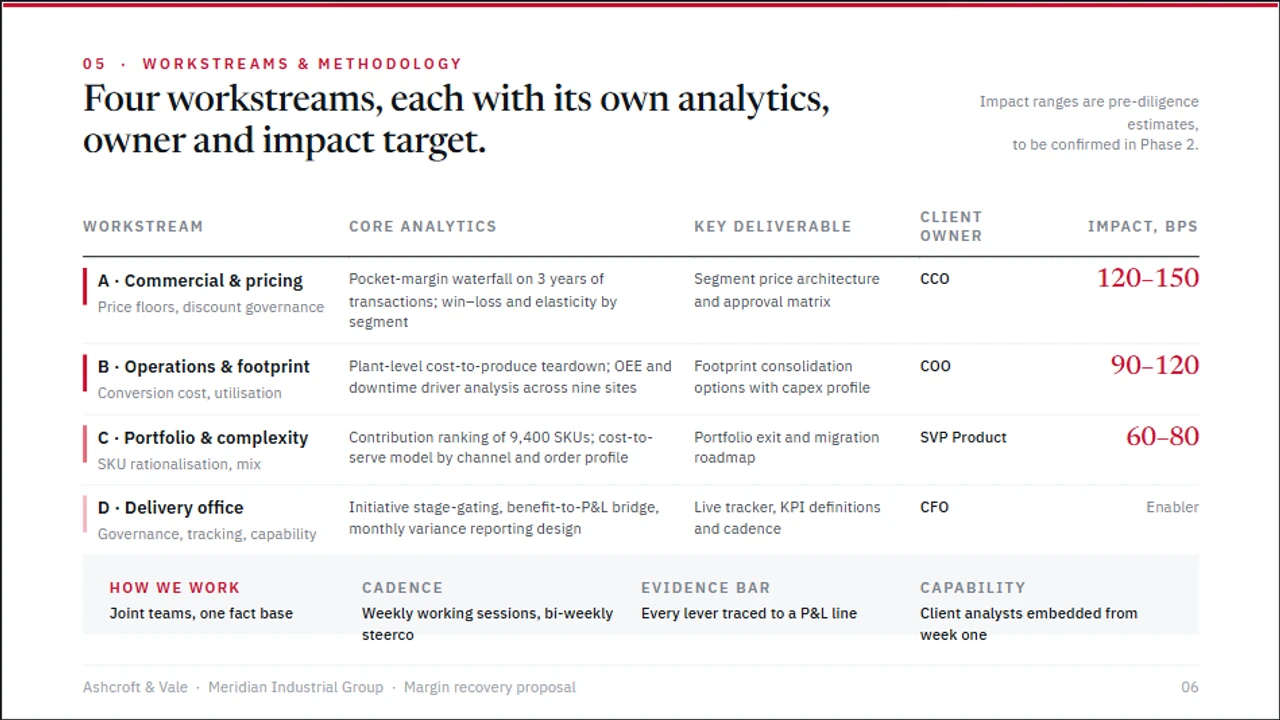 05 · WORKSTREAMS & METHODOLOGY
Four workstreams, each with its own analytics,
owner and impact target.
Impact ranges are pre-diligence
estimates,
to be confirmed in Phase 2.
WORKSTREAM
CORE ANALYTICS
KEY DELIVERABLE
CLIENT
OWNER
IMPACT, BPS
A · Commercial & pricing
Price floors, discount governance
Pocket-margin waterfall on 3 years of
transactions; win–loss and elasticity by
segment
Segment price architecture
and approval matrix
CCO
120–150
B · Operations & footprint
Conversion cost, utilisation
Plant-level cost-to-produce teardown; OEE and
downtime driver analysis across nine sites
Footprint consolidation
options with capex profile
COO
90–120
C · Portfolio & complexity
SKU rationalisation, mix
Contribution ranking of 9,400 SKUs; cost-to-
serve model by channel and order profile
Portfolio exit and migration
roadmap
SVP Product
60–80
D · Delivery office
Governance, tracking, capability
Initiative stage-gating, benefit-to-P&L bridge,
monthly variance reporting design
Live tracker, KPI definitions
and cadence
CFO
Enabler
HOW WE WORK
Joint teams, one fact base
CADENCE
Weekly working sessions, bi-weekly
steerco
EVIDENCE BAR
Every lever traced to a P&L line
CAPABILITY
Client analysts embedded from
week one
Ashcroft & Vale · Meridian Industrial Group · Margin recovery proposal
06